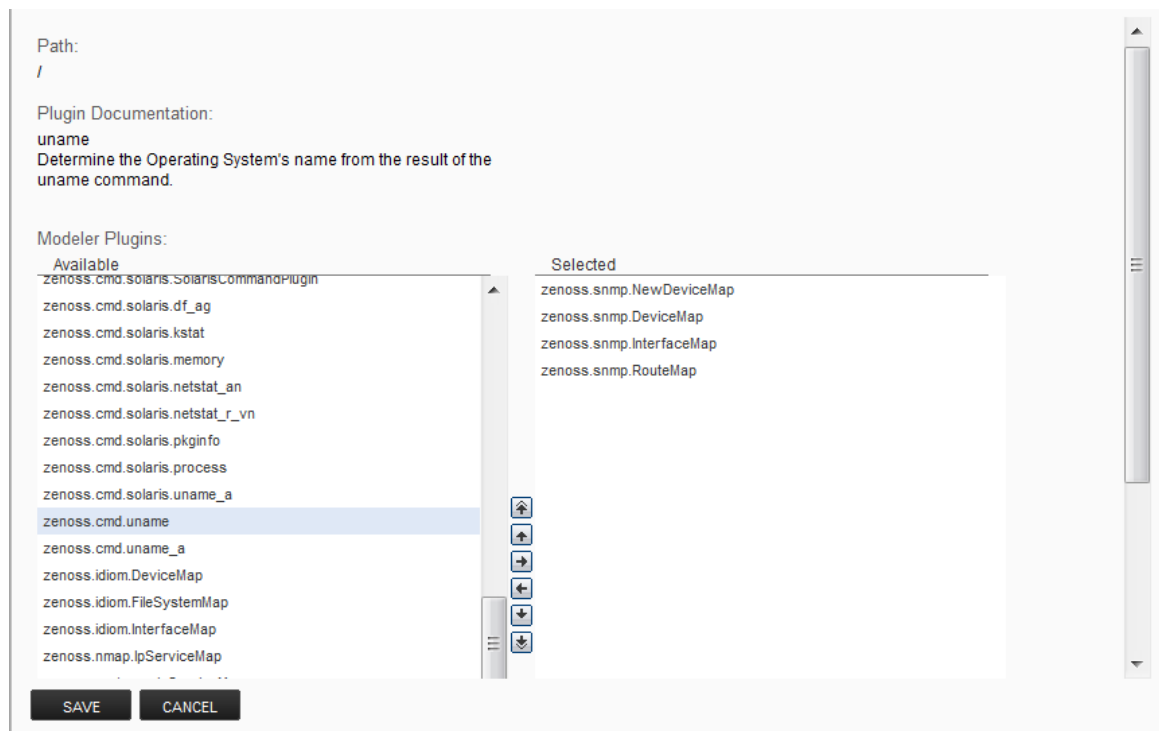 Path:
/
Plugin Documentation:
uname
Determine the Operating System's name from the result of the
uname command.
Modeler Plugins:
Available
zenoss.cmd.solaris.SolarisCommandPlugin
zenoss.cmd.solaris.df_ag
zenoss.cmd.solaris.kstat
zenoss.cmd.solaris.memory
zenoss.cmd.solaris.netstat_an
zenoss.cmd.solaris.netstat_r_vn
zenoss.cmd.solaris.pkginfo
zenoss.cmd.solaris.process
zenoss.cmd.solaris.uname_a
zenoss.cmd.uname
zenoss.cmd.uname_a
zenoss.idiom.DeviceMap
zenoss.idiom.FileSystemMap
zenoss.idiom.InterfaceMap
zenoss.nmap.IpServiceMap
Selected
zenoss.snmp.NewDeviceMap
zenoss.snmp.DeviceMap
zenoss.snmp.InterfaceMap
zenoss.snmp.RouteMap
SAVE CANCEL